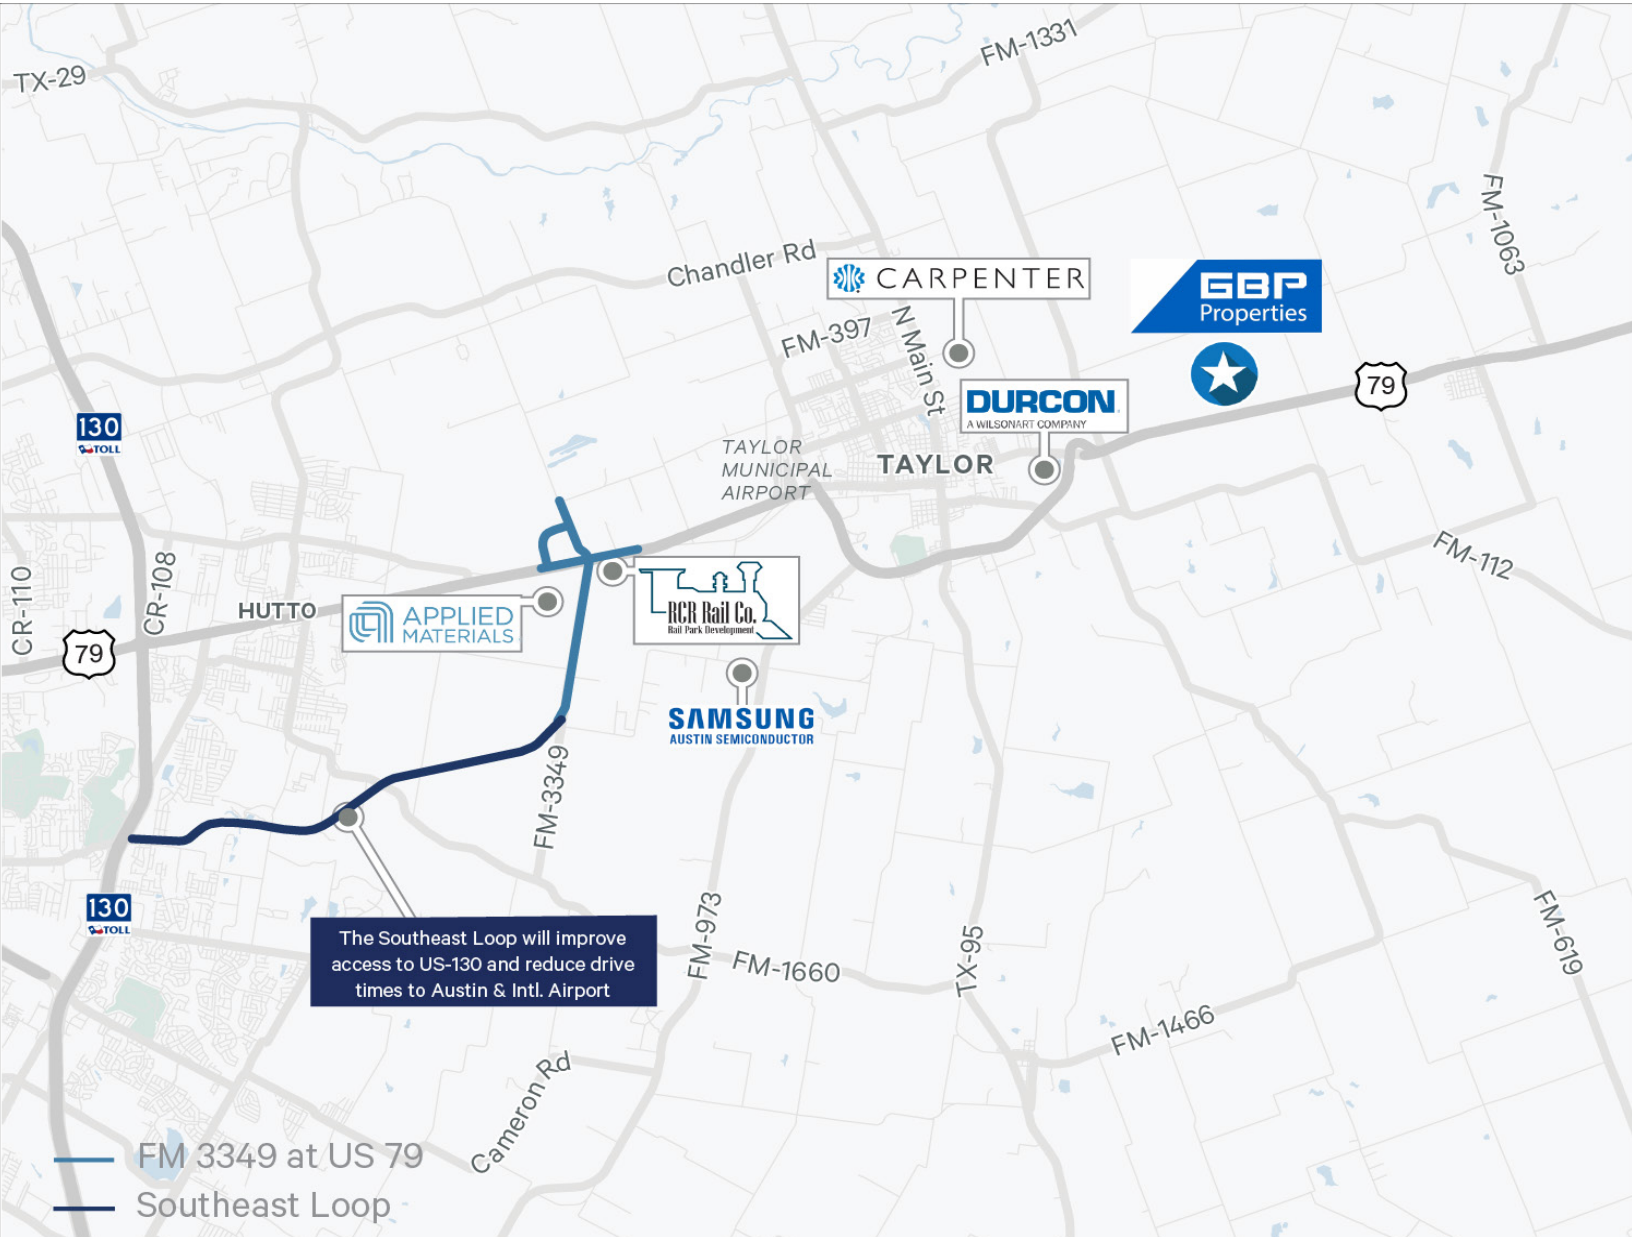 FM-1331
TX-29
FM-1063
Chandler Rd
CARPENTER
GBP
Properties
FM-397
N Main St
79
DURCON
A WILSONART COMPANY
130
TOLL
TAYLOR
MUNICIPAL
AIRPORT
TAYLOR
FM-112
CR-110
CR-108
HUTTO
APPLIED
MATERIALS
RCR Rail Co.
Rail Park Development
79
SAMSUNG
AUSTIN SEMICONDUCTOR
FM-3349
130
TOLL
The Southeast Loop will improve
access to US-130 and reduce drive
times to Austin & Intl. Airport
FM-973
FM-1660
TX-95
FM-619
FM-1466
Cameron Rd
FM 3349 at US 79
Southeast Loop